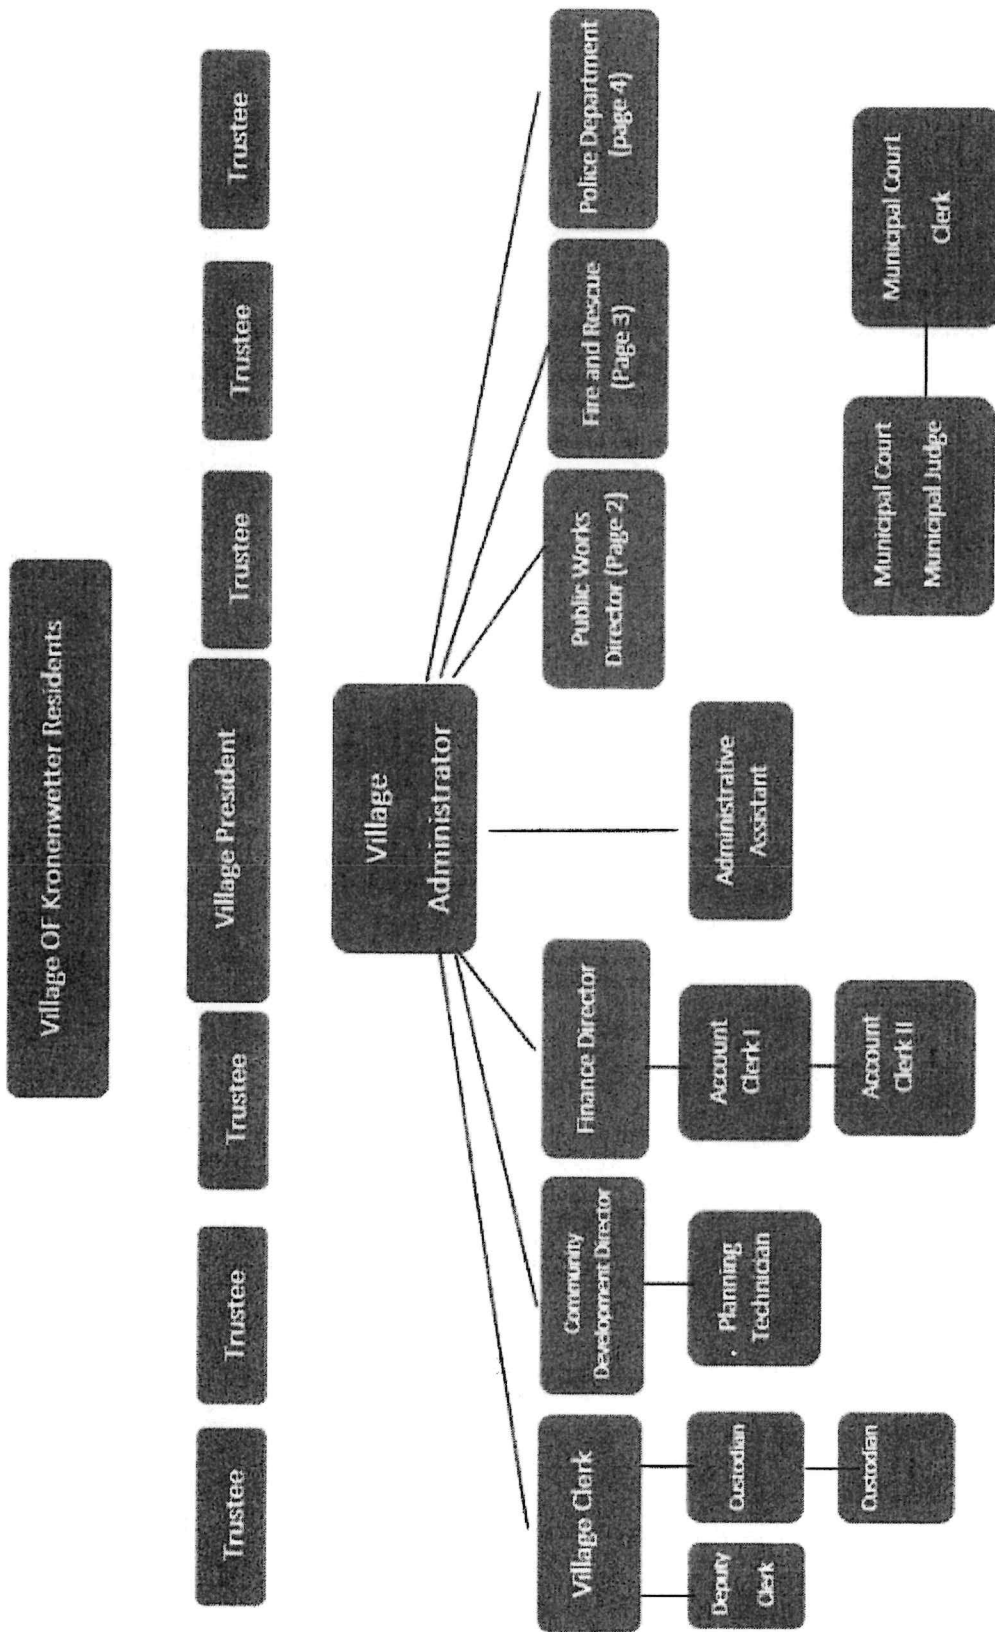 Village OF Kronenwetter Residents
Trustee
Trustee
Trustee
Village President
Trustee
Trustee
Trustee
Village
Administrator
Village Clerk
Community
Development Director
Finance Director
Public Works
Director (Page 2)
Fire and Rescue
(Page 3)
Police Department
(page 4)
Deputy
Clerk
Custodian
Planning
Technician
Account
Clerk I
Administrative
Assistant
Custodian
Account
Clerk II
Municipal Court
Municipal Judge
Municipal Court
Clerk